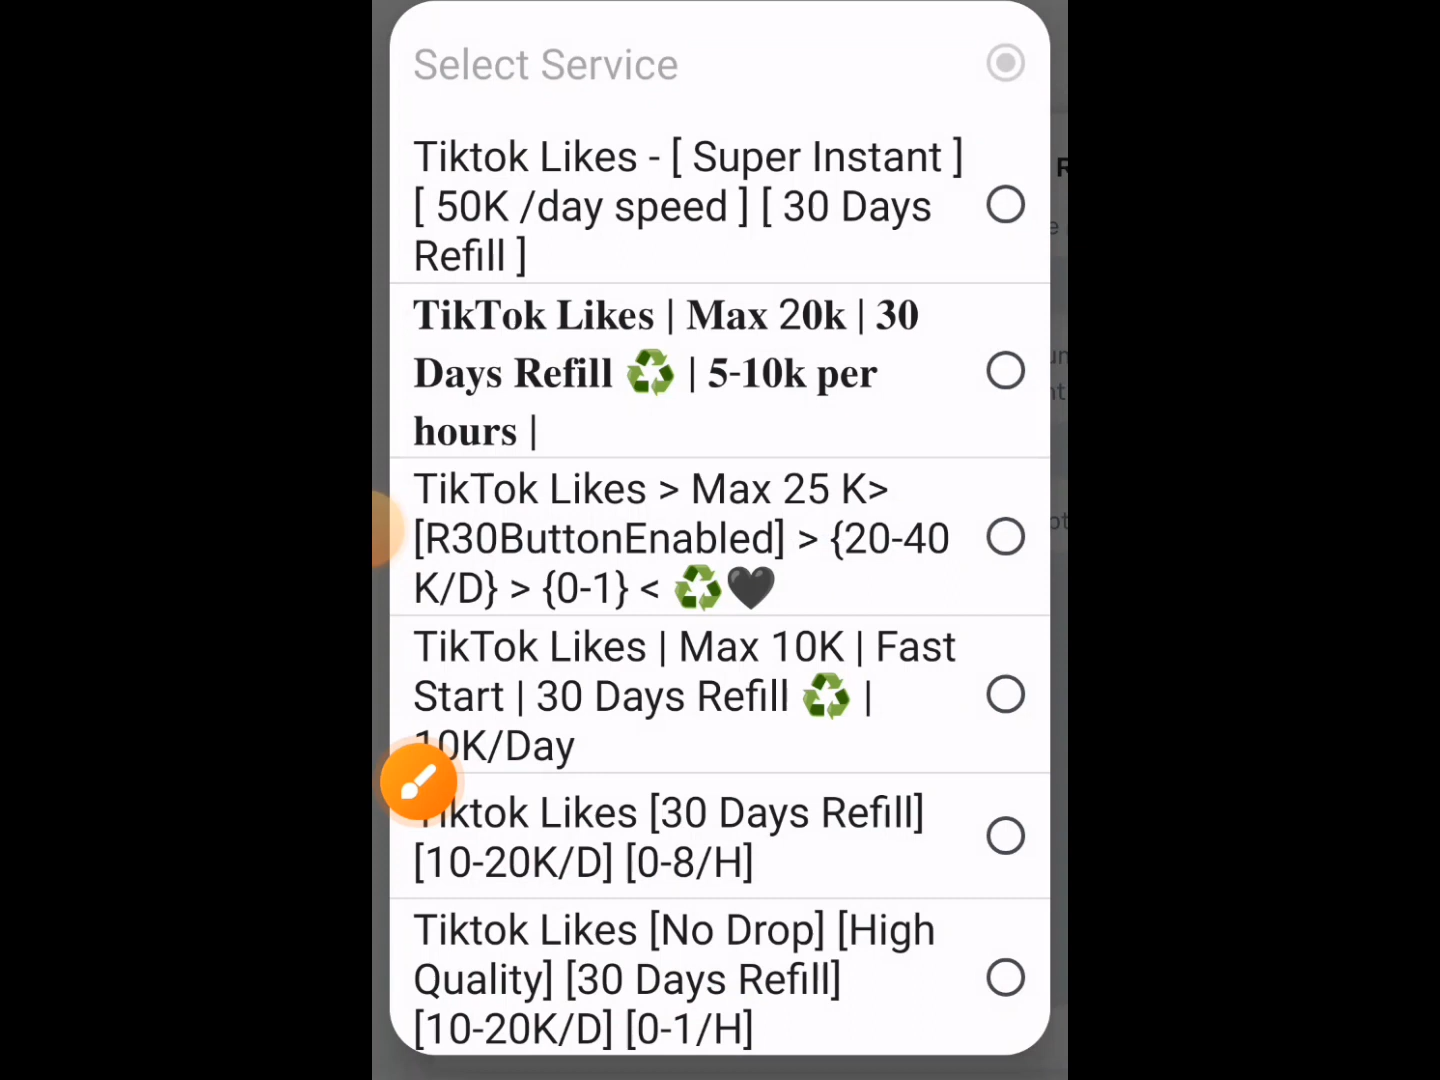 Select Service
Tiktok Likes - [ Super Instant ]
[ 50K /day speed ] [ 30 Days
Refill ]
𝐓𝐢𝐤𝐓𝐨𝐤 𝐋𝐢𝐤𝐞𝐬 | 𝐌𝐚𝐱 2𝟎𝐤 | 𝟑𝟎
𝐃𝐚𝐲𝐬 𝐑𝐞𝐟𝐢𝐥𝐥 ♻️ | 𝟓-𝟏𝟎𝐤 𝐩𝐞𝐫
𝐡𝐨𝐮𝐫𝐬 |
TikTok Likes > Max 25 K>
[R30ButtonEnabled] > {20-40
K/D} > {0-1} < ♻️🖤
TikTok Likes | Max 10K | Fast
Start | 30 Days Refill ♻️ |
10K/Day
Tiktok Likes [30 Days Refill]
[10-20K/D] [0-8/H]
Tiktok Likes [No Drop] [High
Quality] [30 Days Refill]
[10-20K/D] [0-1/H]